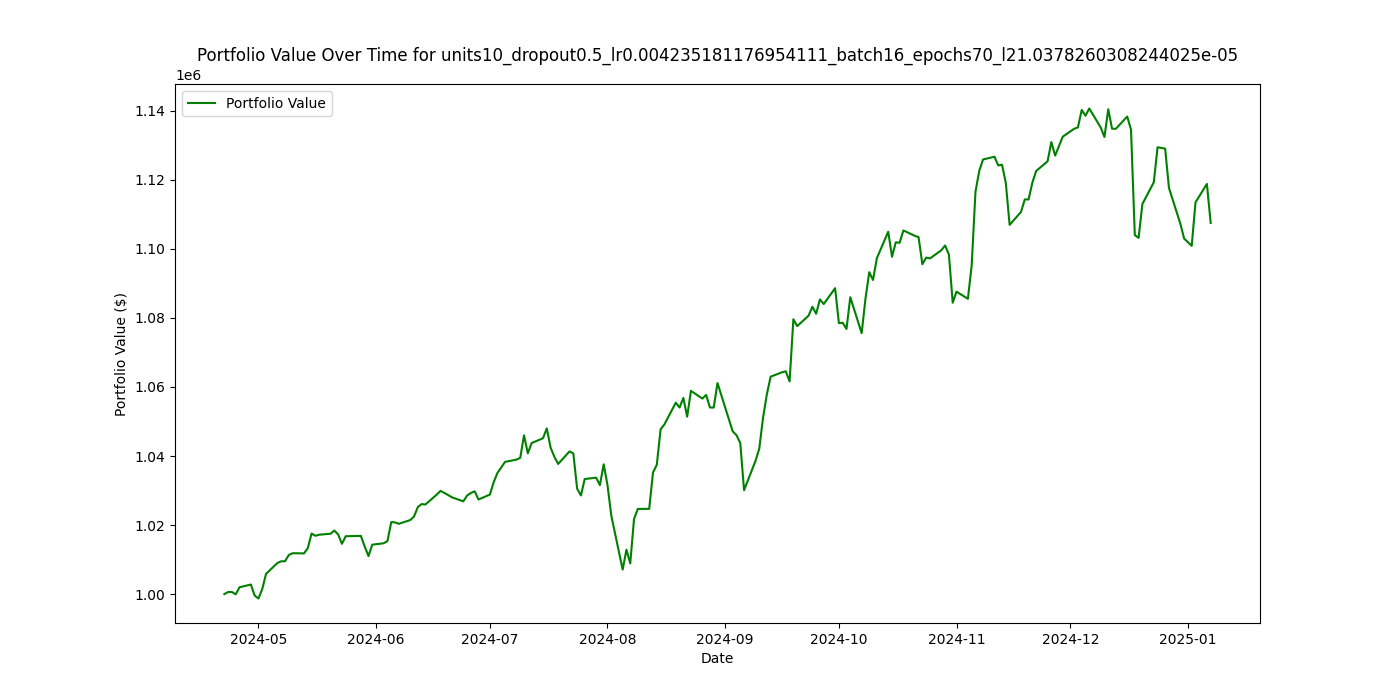 Portfolio Value Over Time for units10_dropout0.5_lr0.004235181176954111_batch16_epochs70_l21.0378260308244025e-05
1e6
Portfolio Value
1.14
1.12
1.10
1.08
1.06
1.04
1.02
1.00
Portfolio Value ($)
2024-05 2024-06 2024-07 2024-08 2024-09 2024-10 2024-11 2024-12 2025-01
Date